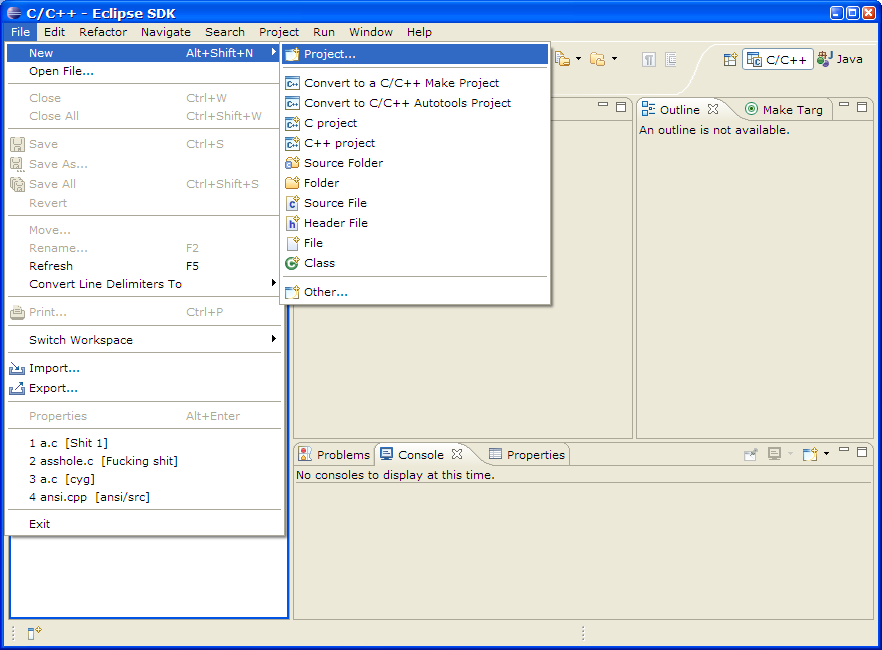 C/C++ - Eclipse SDK
File Edit Refactor Navigate Search Project Run Window Help
New Alt+Shift+N
Open File...
Close Ctrl+W
Close All Ctrl+Shift+W
Save Ctrl+S
Save As...
Save All Ctrl+Shift+S
Revert
Move...
Rename... F2
Refresh F5
Convert Line Delimiters To
Print... Ctrl+P
Switch Workspace
Import...
Export...
Properties Alt+Enter
1 a.c [Shit 1]
2 asshole.c [Fucking shit]
3 a.c [cyg]
4 ansi.cpp [ansi/src]
Exit
Project...
Convert to a C/C++ Make Project
Convert to C/C++ Autotools Project
C project
C++ project
Source Folder
Folder
Source File
Header File
File
Class
Other...
C/C++ Java
Outline Make Targ
An outline is not available.
Problems Console Properties
No consoles to display at this time.